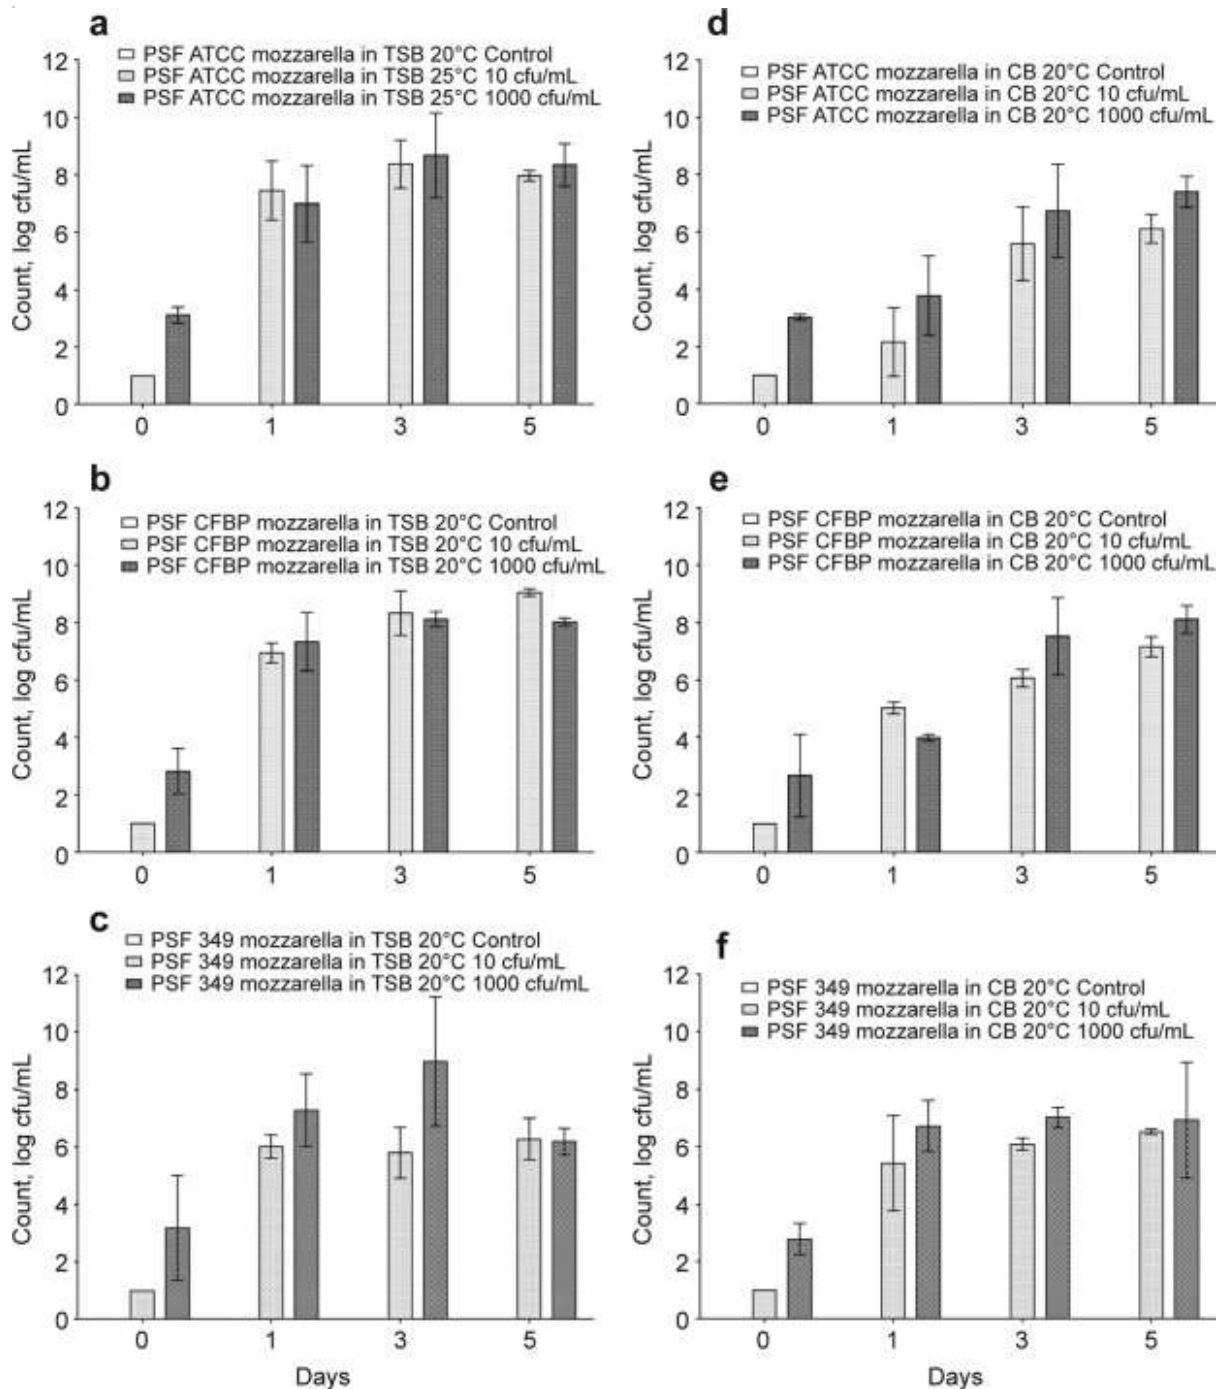 a
PSF ATCC mozzarella in TSB 20°C Control
PSF ATCC mozzarella in TSB 25°C 10 cfu/mL
PSF ATCC mozzarella in TSB 25°C 1000 cfu/mL
Count, log cfu/mL
12
10
8
6
4
2
0
0 1 3 5
d
PSF ATCC mozzarella in CB 20°C Control
PSF ATCC mozzarella in CB 20°C 10 cfu/mL
PSF ATCC mozzarella in CB 20°C 1000 cfu/mL
Count, log cfu/mL
12
10
8
6
4
2
0
0 1 3 5
b
PSF CFBP mozzarella in TSB 20°C Control
PSF CFBP mozzarella in TSB 20°C 10 cfu/mL
PSF CFBP mozzarella in TSB 20°C 1000 cfu/mL
Count, log cfu/mL
12
10
8
6
4
2
0
0 1 3 5
e
PSF CFBP mozzarella in CB 20°C Control
PSF CFBP mozzarella in CB 20°C 10 cfu/mL
PSF CFBP mozzarella in CB 20°C 1000 cfu/mL
Count, log cfu/mL
12
10
8
6
4
2
0
0 1 3 5
c
PSF 349 mozzarella in TSB 20°C Control
PSF 349 mozzarella in TSB 20°C 10 cfu/mL
PSF 349 mozzarella in TSB 20°C 1000 cfu/mL
Count, log cfu/mL
12
10
8
6
4
2
0
0 1 3 5
Days
f
PSF 349 mozzarella in CB 20°C Control
PSF 349 mozzarella in CB 20°C 10 cfu/mL
PSF 349 mozzarella in CB 20°C 1000 cfu/mL
Count, log cfu/mL
12
10
8
6
4
2
0
0 1 3 5
Days